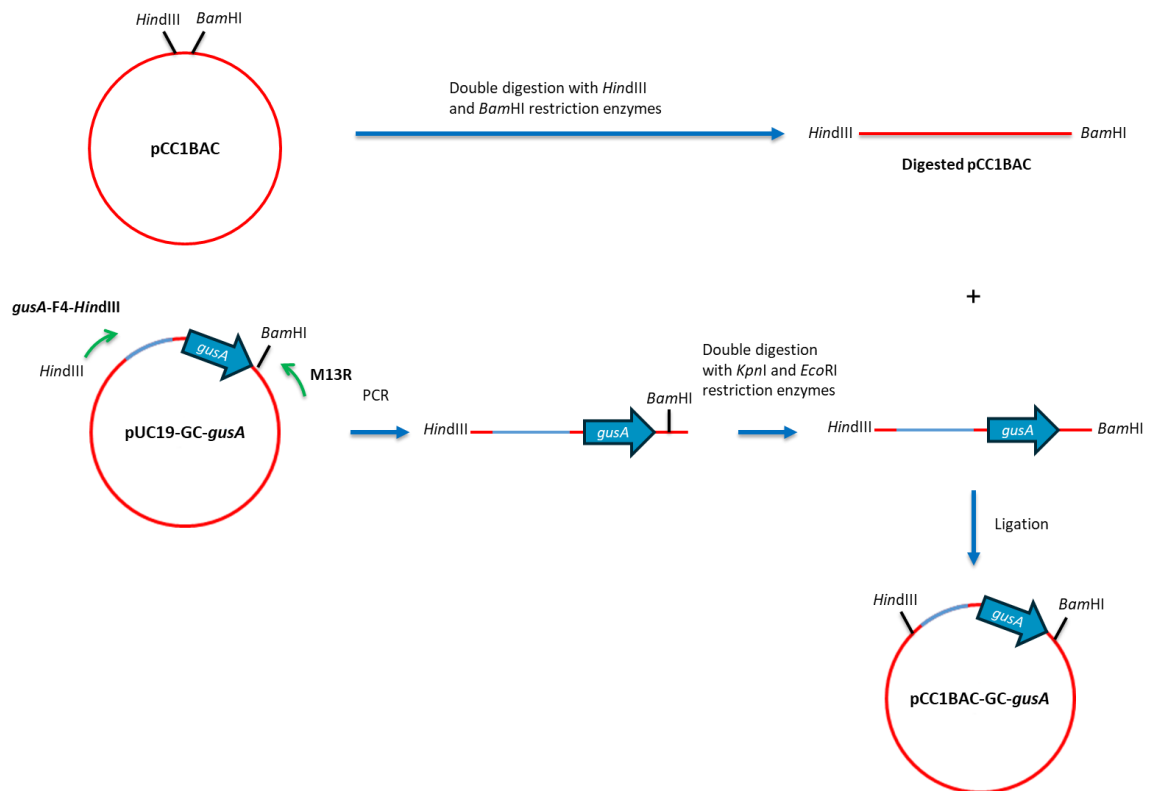 HindIII
BamHI
pCC1BAC
Double digestion with HindIII
and BamHI restriction enzymes
HindIII
BamHI
Digested pCC1BAC
+
gusA-F4-HindIII
HindIII
gusA
BamHI
M13R
pUC19-GC-gusA
PCR
HindIII
gusA
BamHI
Double digestion
with KpnI and EcoRI
restriction enzymes
HindIII
gusA
BamHI
Ligation
HindIII
gusA
BamHI
pCC1BAC-GC-gusA